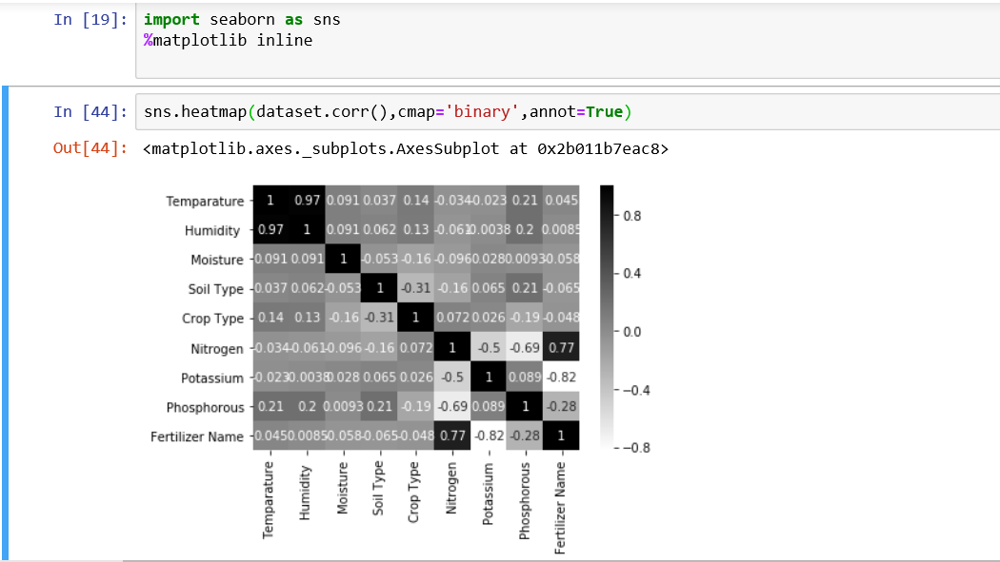 In [19]: import seaborn as sns
%matplotlib inline
In [44]: sns.heatmap(dataset.corr(),cmap='binary',annot=True)
Out[44]: <matplotlib.axes._subplots.AxesSubplot at 0x2b011b7eac8>
Temparature 1 0.97 0.091 0.037 0.14 -0.034 -0.023 0.21 0.045
Humidity 0.97 1 0.091 0.062 0.13 -0.061 0.0038 0.2 0.0085
Moisture 0.091 0.091 1 -0.053 -0.16 -0.096 0.028 0.0093 -0.058
Soil Type 0.037 0.062 -0.053 1 -0.31 -0.16 0.065 0.21 -0.065
Crop Type 0.14 0.13 -0.16 -0.31 1 0.072 0.026 -0.19 -0.048
Nitrogen -0.034 -0.061 -0.096 -0.16 0.072 1 -0.5 -0.69 0.77
Potassium -0.023 0.0038 0.028 0.065 0.026 -0.5 1 0.089 -0.82
Phosphorous 0.21 0.2 0.0093 0.21 -0.19 -0.69 0.089 1 -0.28
Fertilizer Name 0.045 0.0085 -0.058 -0.065 -0.048 0.77 -0.82 -0.28 1
0.8
0.4
0.0
−0.4
−0.8
Temparature
Humidity
Moisture
Soil Type
Crop Type
Nitrogen
Potassium
Phosphorous
Fertilizer Name